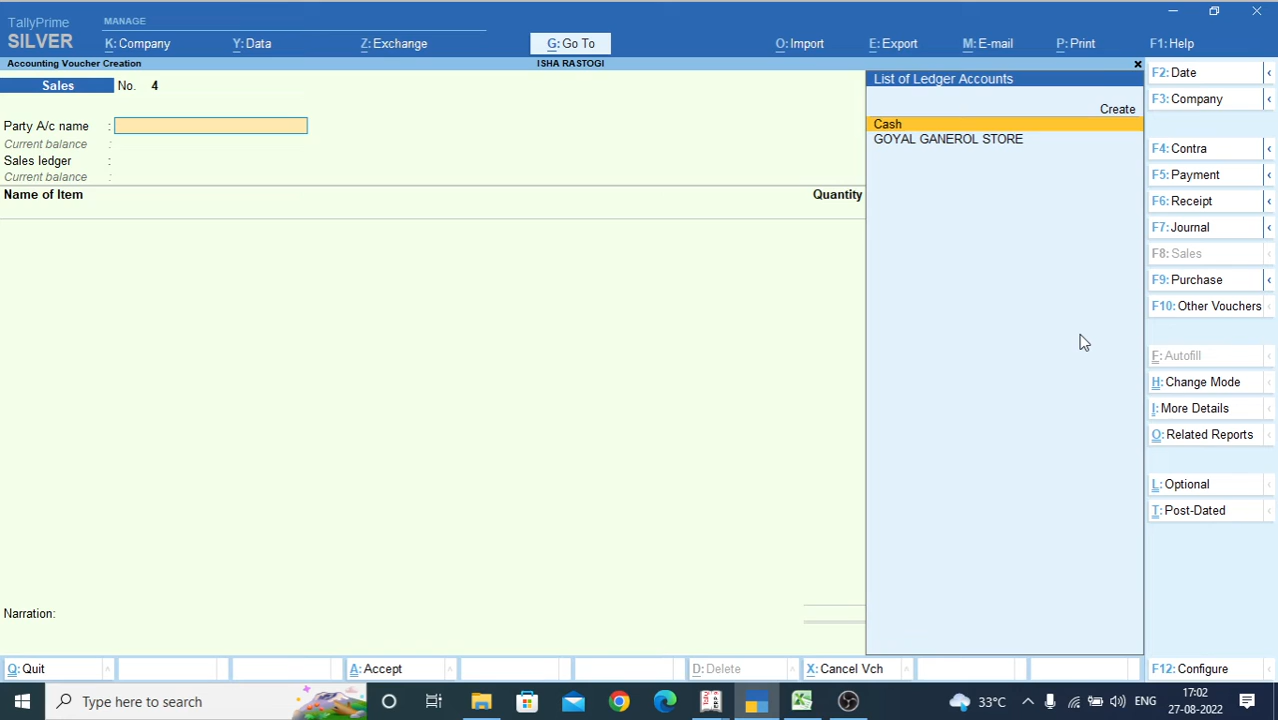 TallyPrime
MANAGE
SILVER
K: Company
Y: Data
Z: Exchange
G: Go To
O: Import
E: Export
M: E-mail
P: Print
F1: Help
Accounting Voucher Creation
ISHA RASTOGI
×
Sales No. 4
Party A/c name :
Current balance :
Sales ledger :
Current balance :
Name of Item
Quantity
Narration:
List of Ledger Accounts
Create
Cash
GOYAL GANEROL STORE
F2: Date
F3: Company
F4: Contra
F5: Payment
F6: Receipt
F7: Journal
F8: Sales
F9: Purchase
F10: Other Vouchers
F: Autofill
H: Change Mode
I: More Details
O: Related Reports
L: Optional
T: Post-Dated
Q: Quit
A: Accept
D: Delete
X: Cancel Vch
F12: Configure
Type here to search
33°C
ENG
17:02
27-08-2022